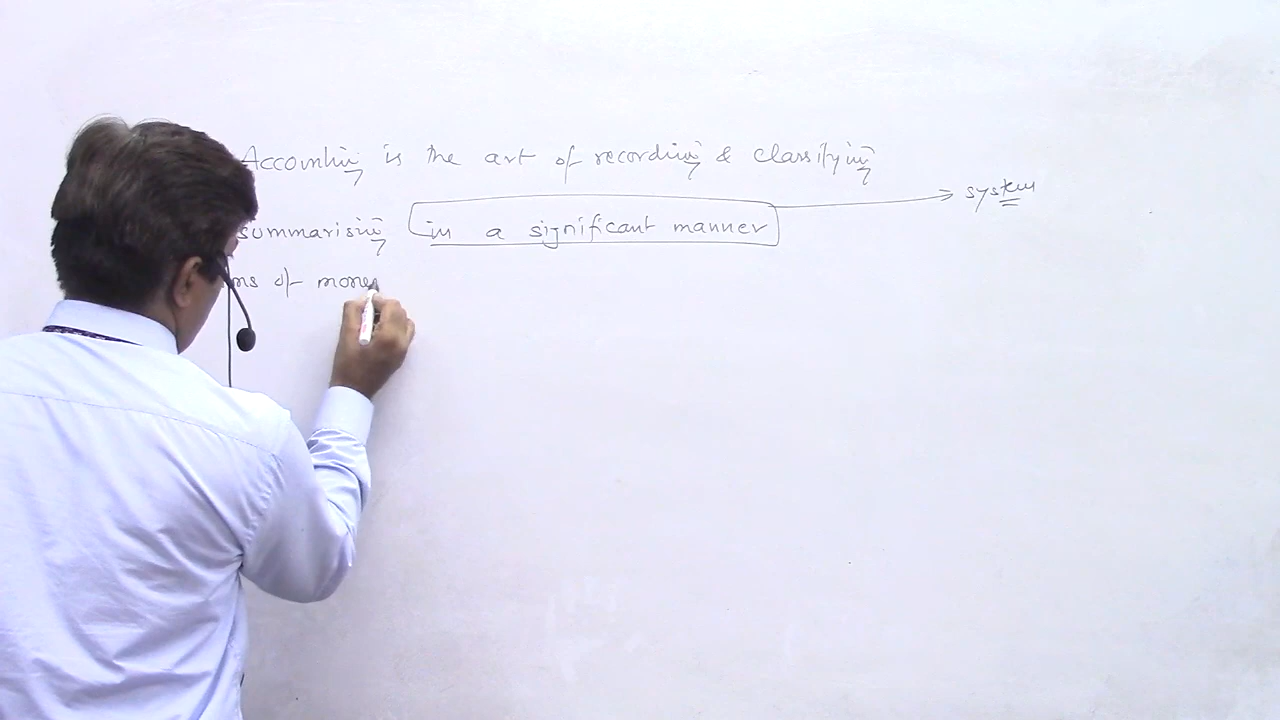 Accounting is the art of recording & classifying
summarising in a significant manner → system
ms of money